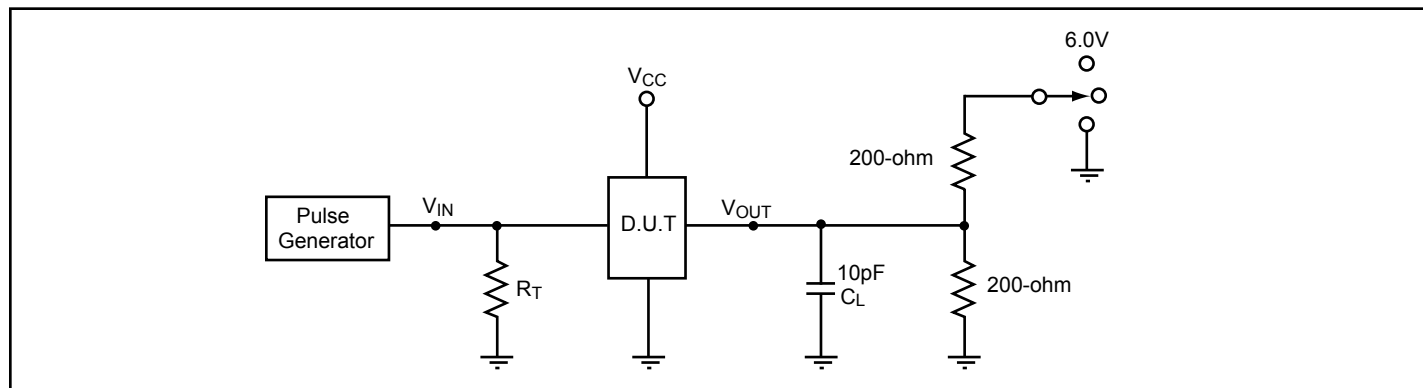 6.0V
VCC
200-ohm
Pulse
Generator
VIN
D.U.T
VOUT
RT
10pF
CL
200-ohm